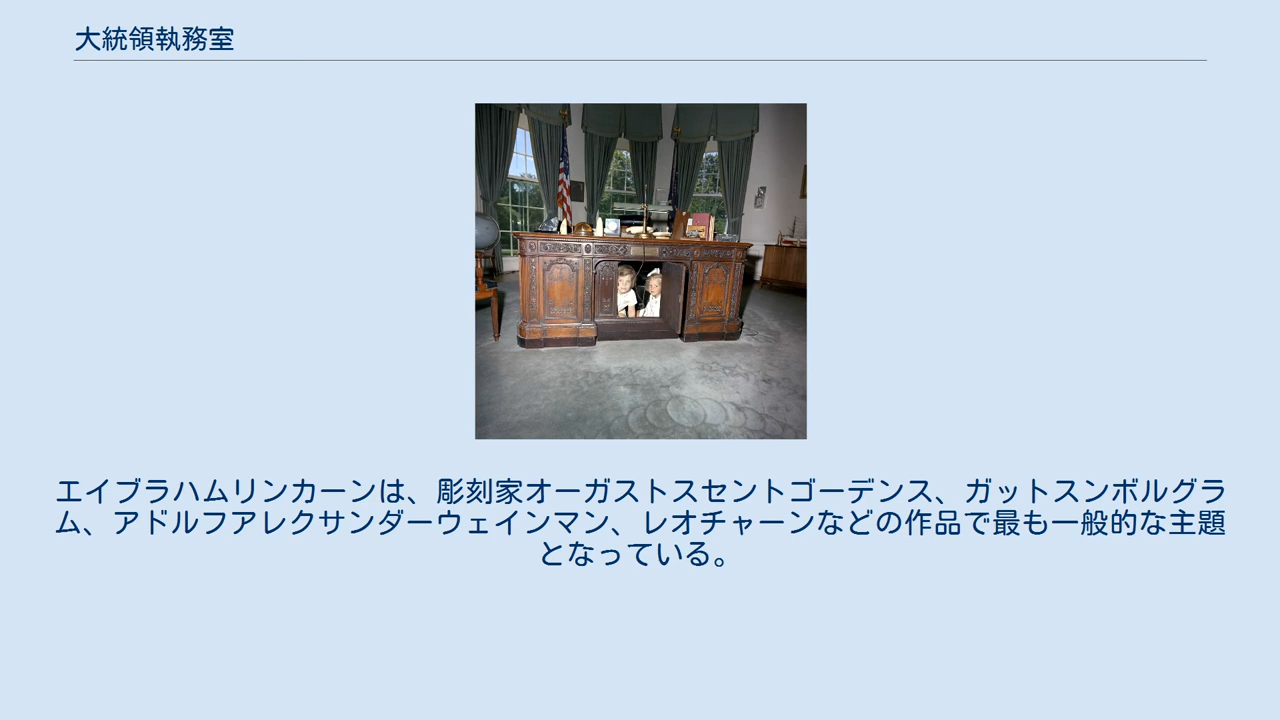 大統領執務室
エイブラハムリンカーンは、彫刻家オーガストスセントゴーデンス、ガットスンボルグラ
ム、アドルフアレクサンダーウェインマン、レオチャーンなどの作品で最も一般的な主題
となっている。